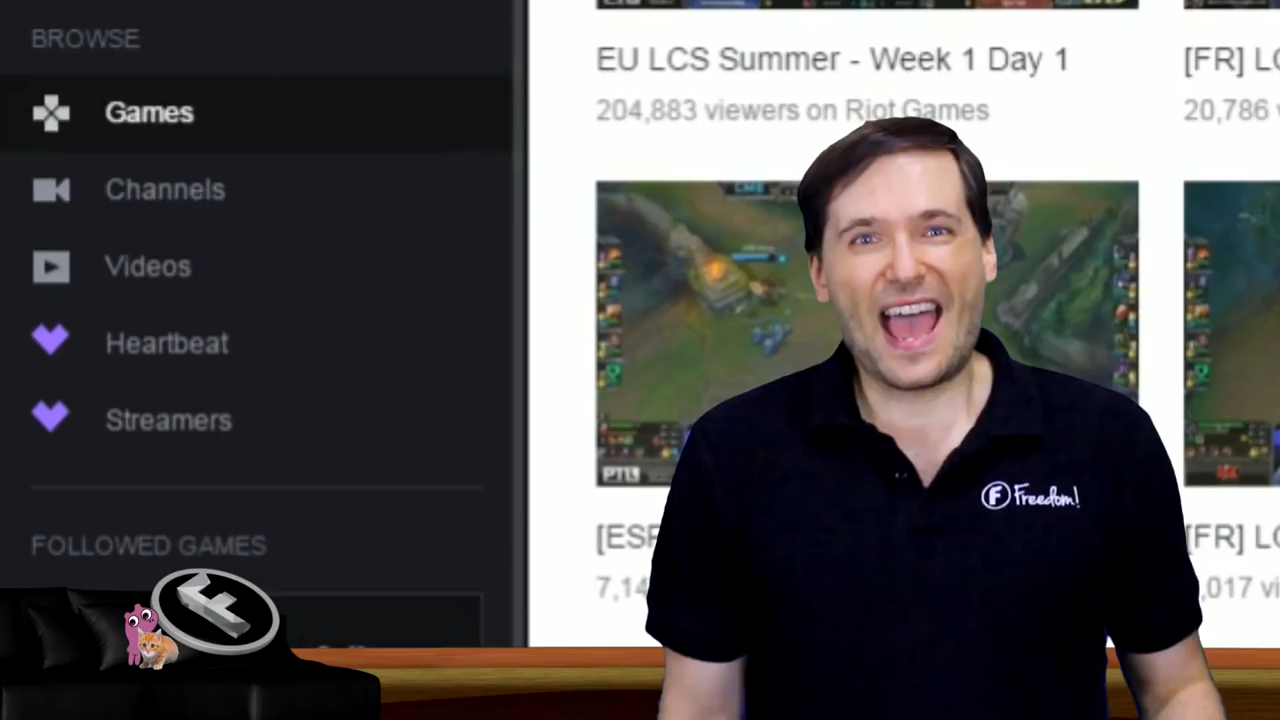 BROWSE
Games
Channels
Videos
Heartbeat
Streamers
FOLLOWED GAMES
EU LCS Summer - Week 1 Day 1
204,883 viewers on Riot Games
[FR] LC
20,786
PTL
[ESP
7,14
[FR] LC
,017 vi
F Freedom!
F